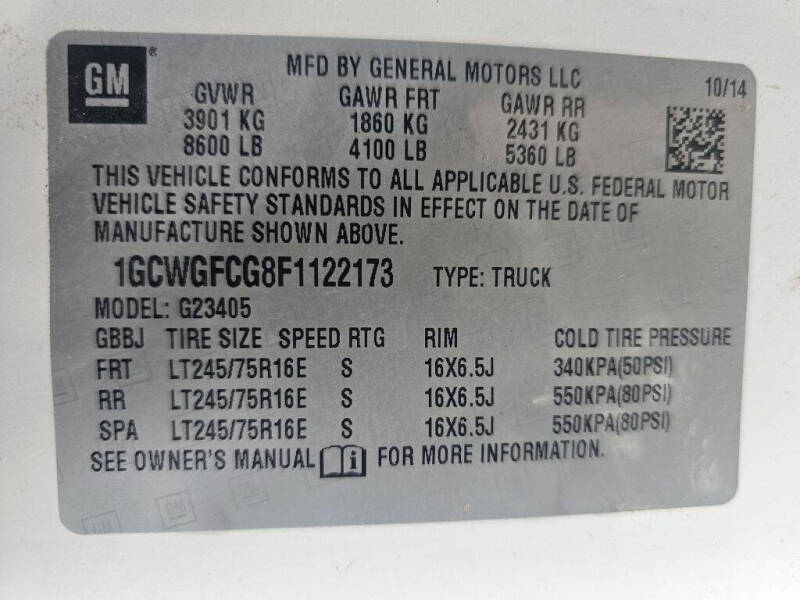 GM ®
MFD BY GENERAL MOTORS LLC
10/14
GVWR GAWR FRT GAWR RR
3901 KG 1860 KG 2431 KG
8600 LB 4100 LB 5360 LB
THIS VEHICLE CONFORMS TO ALL APPLICABLE U.S. FEDERAL MOTOR
VEHICLE SAFETY STANDARDS IN EFFECT ON THE DATE OF
MANUFACTURE SHOWN ABOVE.
1GCWGFCG8F1122173 TYPE: TRUCK
MODEL: G23405
GBBJ TIRE SIZE SPEED RTG RIM COLD TIRE PRESSURE
FRT LT245/75R16E S 16X6.5J 340KPA(50PSI)
RR LT245/75R16E S 16X6.5J 550KPA(80PSI)
SPA LT245/75R16E S 16X6.5J 550KPA(80PSI)
SEE OWNER'S MANUAL i FOR MORE INFORMATION.
GM